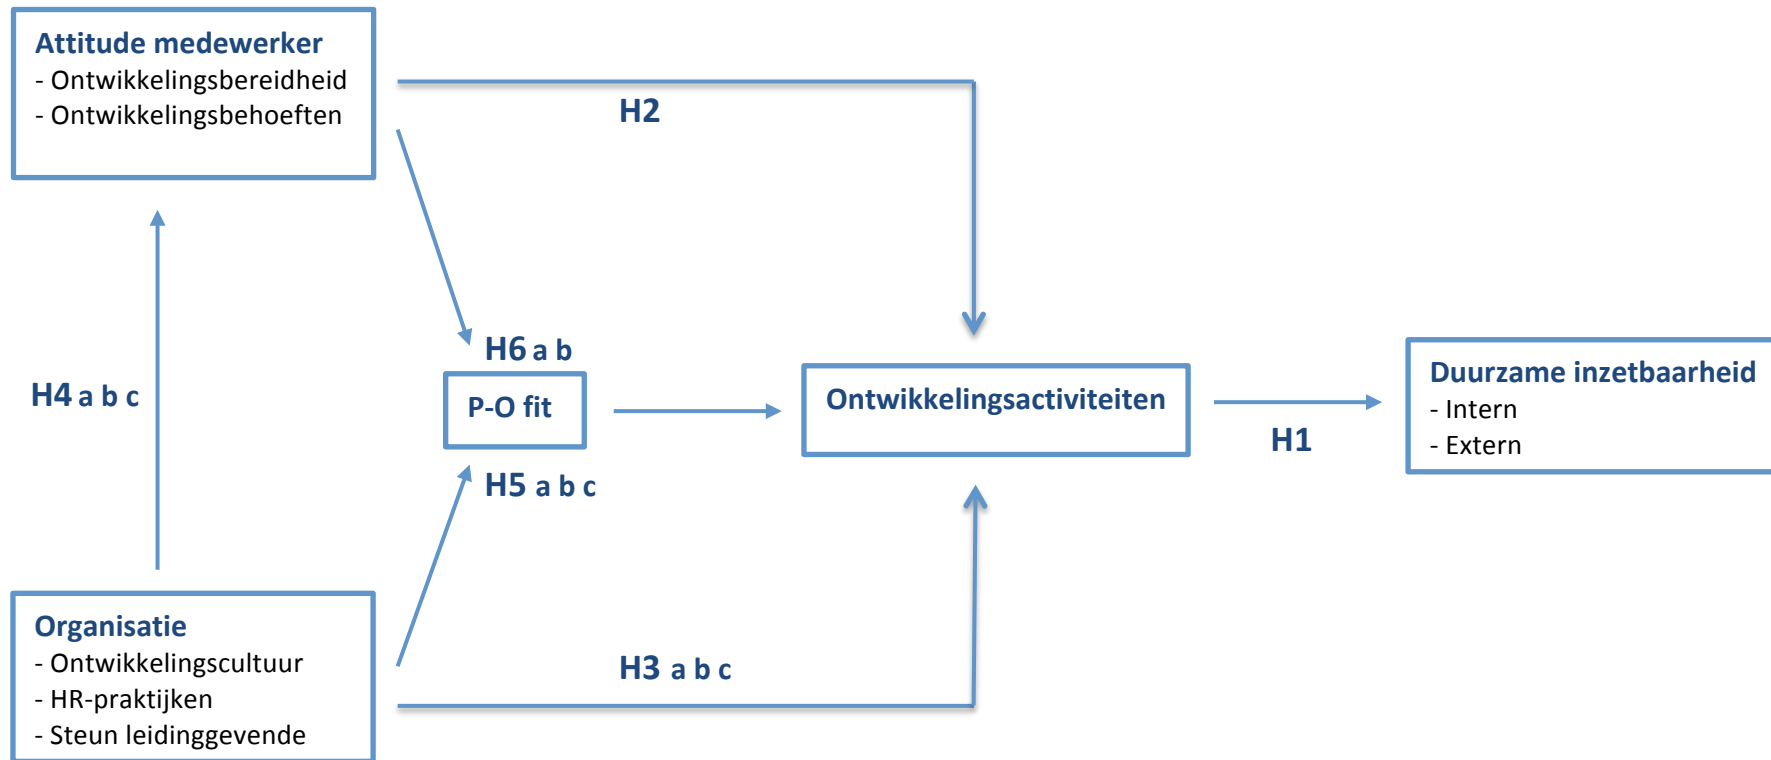 Attitude medewerker
- Ontwikkelingsbereidheid
- Ontwikkelingsbehoeften
H2
H6 a b
H4 a b c
P-O fit
H5 a b c
Ontwikkelingsactiviteiten
H1
Duurzame inzetbaarheid
- Intern
- Extern
Organisatie
- Ontwikkelingscultuur
- HR-praktijken
- Steun leidinggevende
H3 a b c